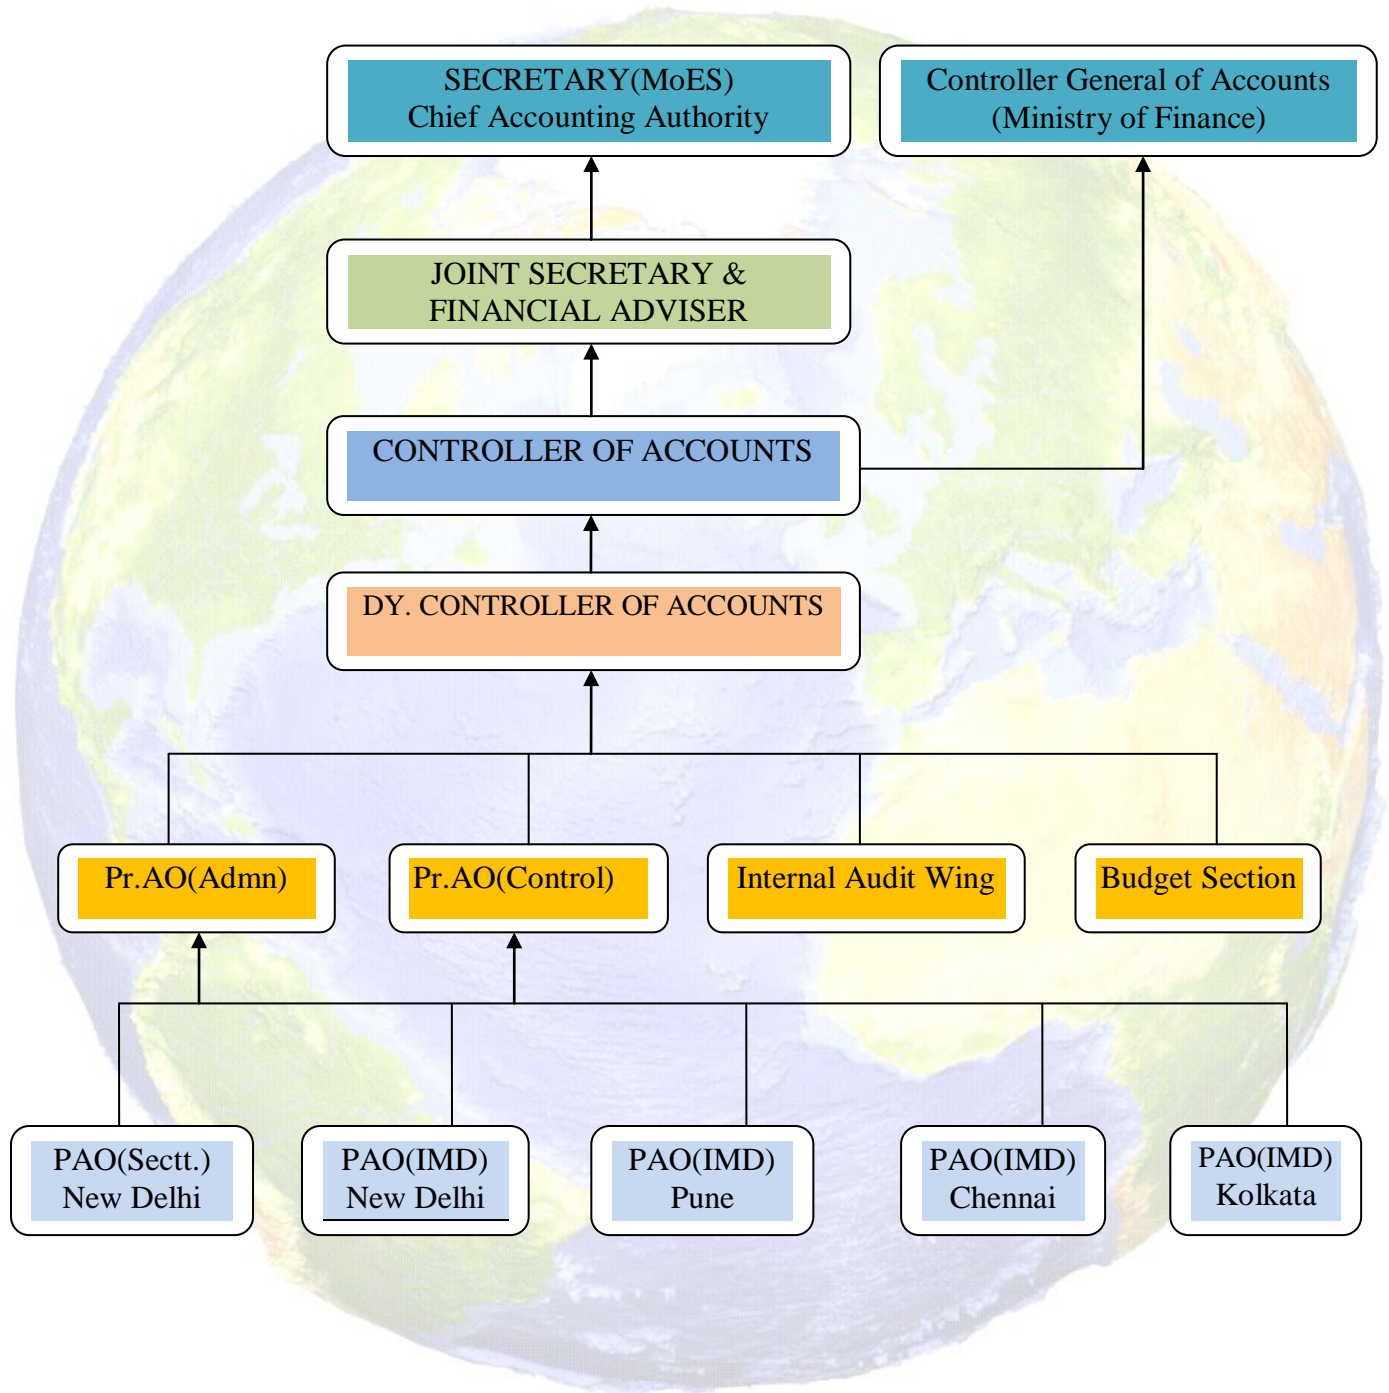 SECRETARY(MoES)
Chief Accounting Authority
Controller General of Accounts
(Ministry of Finance)
JOINT SECRETARY &
FINANCIAL ADVISER
CONTROLLER OF ACCOUNTS
DY. CONTROLLER OF ACCOUNTS
Pr.AO(Admn)
Pr.AO(Control)
Internal Audit Wing
Budget Section
PAO(Sectt.)
New Delhi
PAO(IMD)
New Delhi
PAO(IMD)
Pune
PAO(IMD)
Chennai
PAO(IMD)
Kolkata